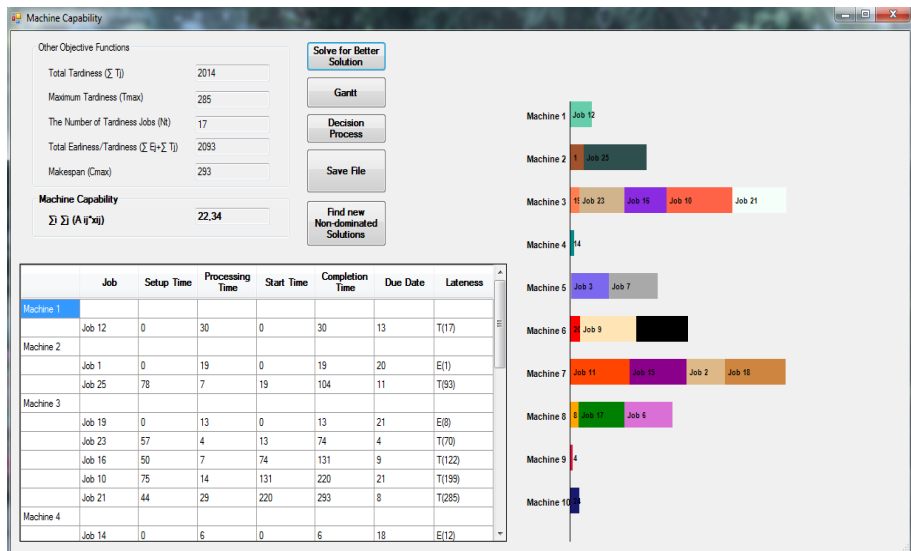 Machine Capability
Other Objective Functions
Total Tardiness (∑ Tj) 2014
Maximum Tardiness (Tmax) 285
The Number of Tardiness Jobs (Nt) 17
Total Earliness/Tardiness (∑ Ej+∑ Tj) 2093
Makespan (Cmax) 293
Machine Capability
∑i ∑j (A ij*xij) 22,34
Solve for Better
Solution
Gantt
Decision
Process
Save File
Find new
Non-dominated
Solutions
Job Setup Time Processing Time Start Time Completion Time Due Date Lateness
Machine 1
Job 12 0 30 0 30 13 T(17)
Machine 2
Job 1 0 19 0 19 20 E(1)
Job 25 78 7 19 104 11 T(93)
Machine 3
Job 19 0 13 0 13 21 E(8)
Job 23 57 4 13 74 4 T(70)
Job 16 50 7 74 131 9 T(122)
Job 10 75 14 131 220 21 T(199)
Job 21 44 29 220 293 8 T(285)
Machine 4
Job 14 0 6 0 6 18 E(12)
Machine 1 Job 12
Machine 2 1 Job 25
Machine 3 Job 23 Job 16 Job 10 Job 21
Machine 4 14
Machine 5 Job 3 Job 7
Machine 6 Job 9
Machine 7 Job 11 Job 2 Job 18
Machine 8 8 Job 17 Job 6
Machine 9 4
Machine 10